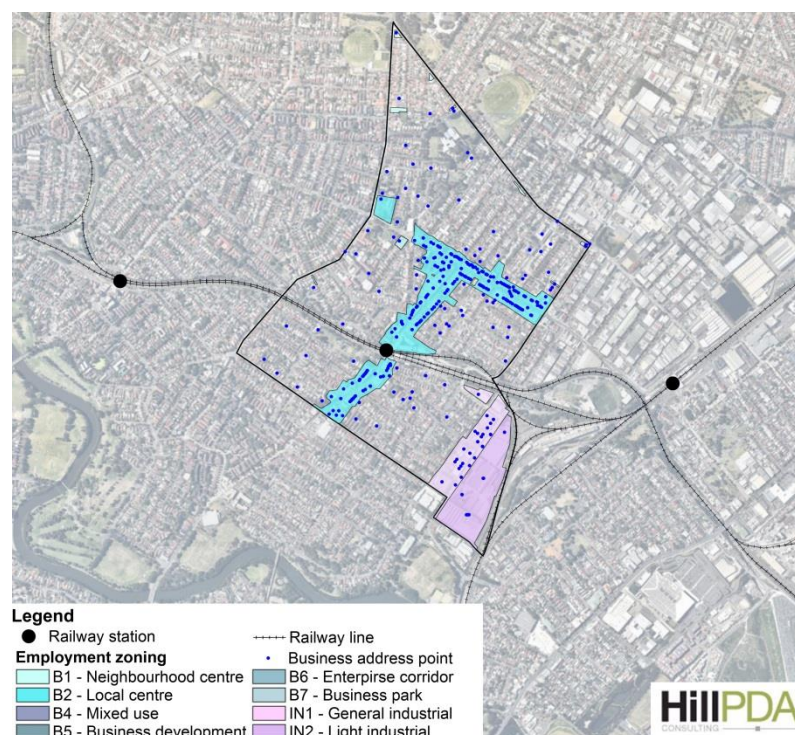 Legend
Railway station
Railway line
Employment zoning
Business address point
B1 - Neighbourhood centre
B6 - Enterpirse corridor
B2 - Local centre
B7 - Business park
B4 - Mixed use
IN1 - General industrial
B5 - Business development
IN2 - Light industrial
HillPDA
CONSULTING